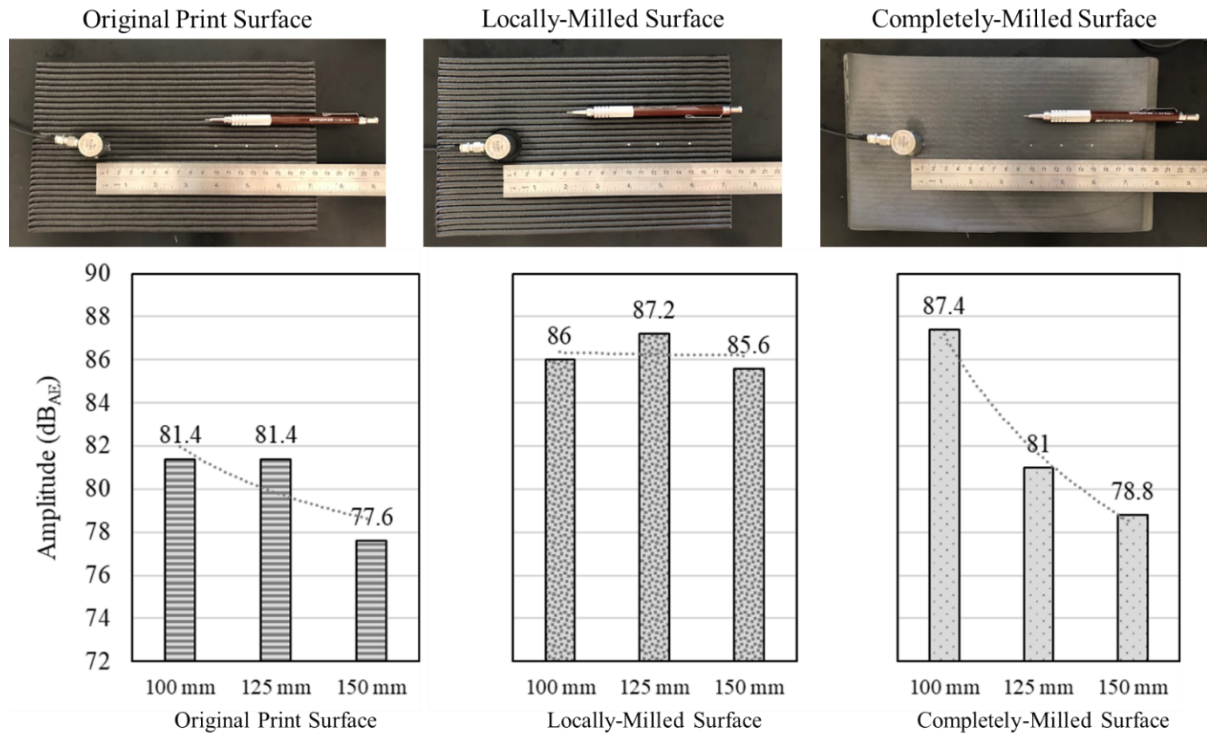 Original Print Surface
Locally-Milled Surface
Completely-Milled Surface
Amplitude (dBAE)
90
88
86
84
82
80
78
76
74
72
81.4
81.4
77.6
86
87.2
85.6
87.4
81
78.8
100 mm 125 mm 150 mm
100 mm 125 mm 150 mm
100 mm 125 mm 150 mm
Original Print Surface
Locally-Milled Surface
Completely-Milled Surface